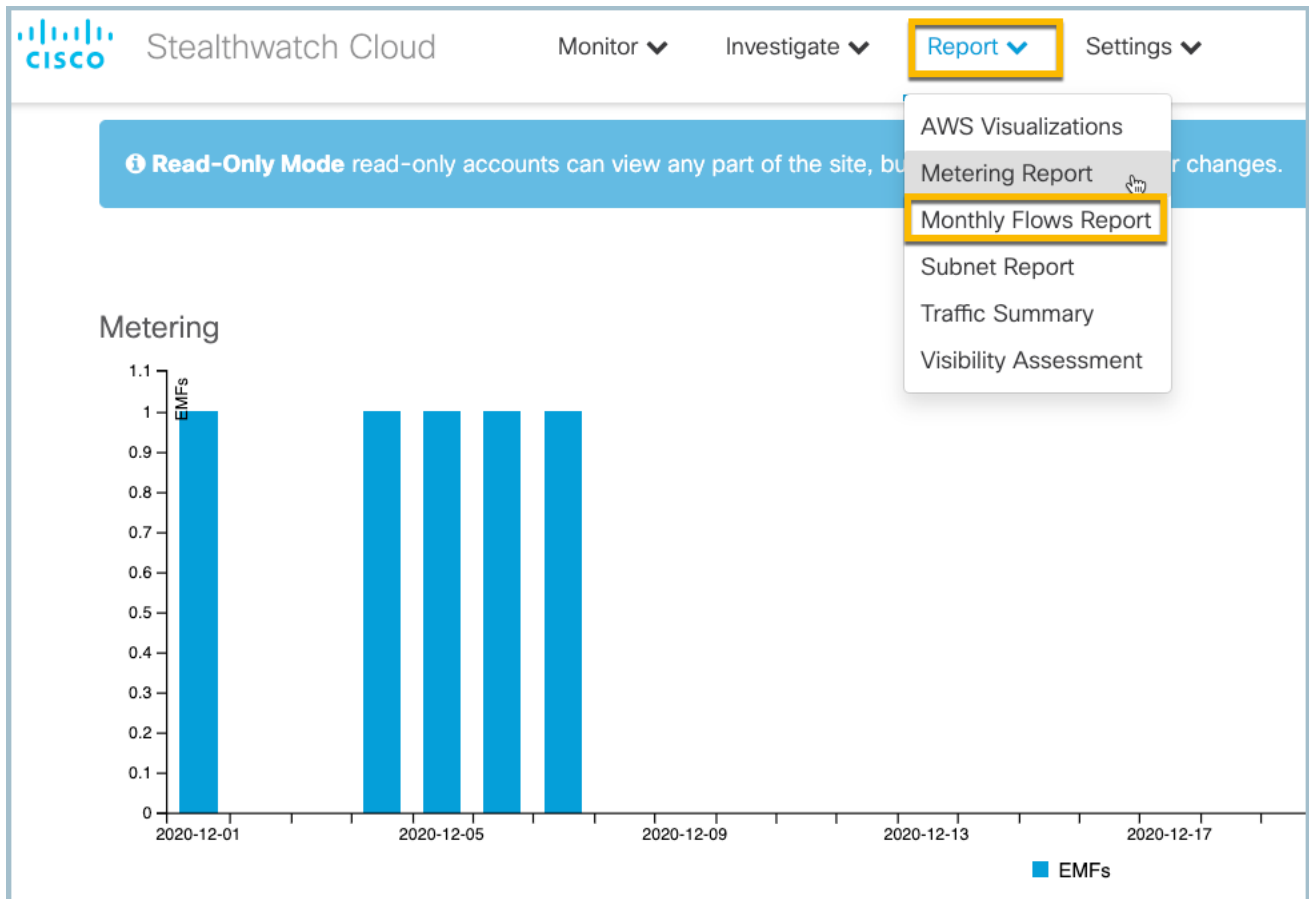 CISCO Stealthwatch Cloud Monitor Investigate Report Settings
AWS Visualizations
Metering Report
Monthly Flows Report
Subnet Report
Traffic Summary
Visibility Assessment
Read-Only Mode read-only accounts can view any part of the site, bu r changes.
Metering
EMFs
1.1
1
0.9
0.8
0.7
0.6
0.5
0.4
0.3
0.2
0.1
0
2020-12-01 2020-12-05 2020-12-09 2020-12-13 2020-12-17
EMFs